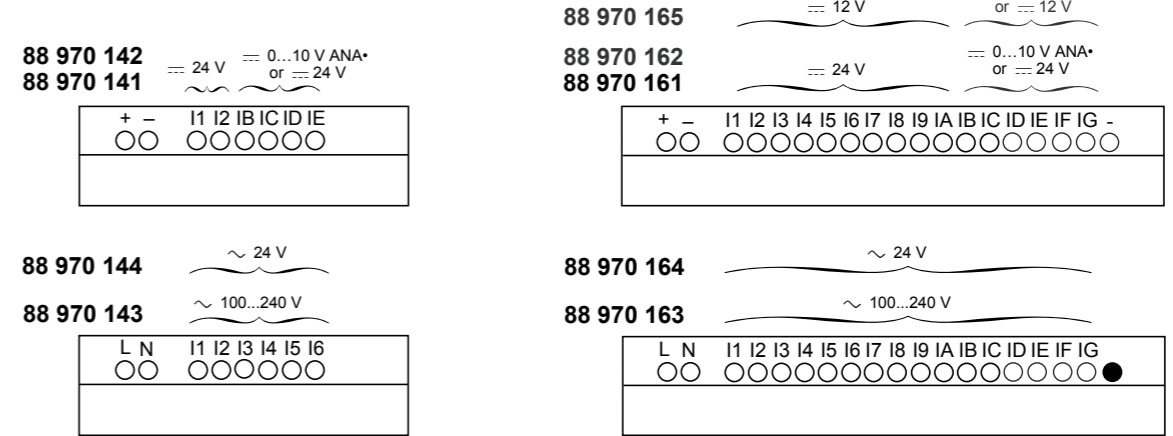 88 970 142
88 970 141
⎓ 24 V
⎓ 0...10 V ANA•
or ⎓ 24 V
+ – I1 I2 IB IC ID IE
88 970 165
⎓ 12 V
or ⎓ 12 V
88 970 162
88 970 161
⎓ 24 V
⎓ 0...10 V ANA•
or ⎓ 24 V
+ – I1 I2 I3 I4 I5 I6 I7 I8 I9 IA IB IC ID IE IF IG -
88 970 144
∼ 24 V
88 970 143
∼ 100...240 V
L N I1 I2 I3 I4 I5 I6
88 970 164
∼ 24 V
88 970 163
∼ 100...240 V
L N I1 I2 I3 I4 I5 I6 I7 I8 I9 IA IB IC ID IE IF IG